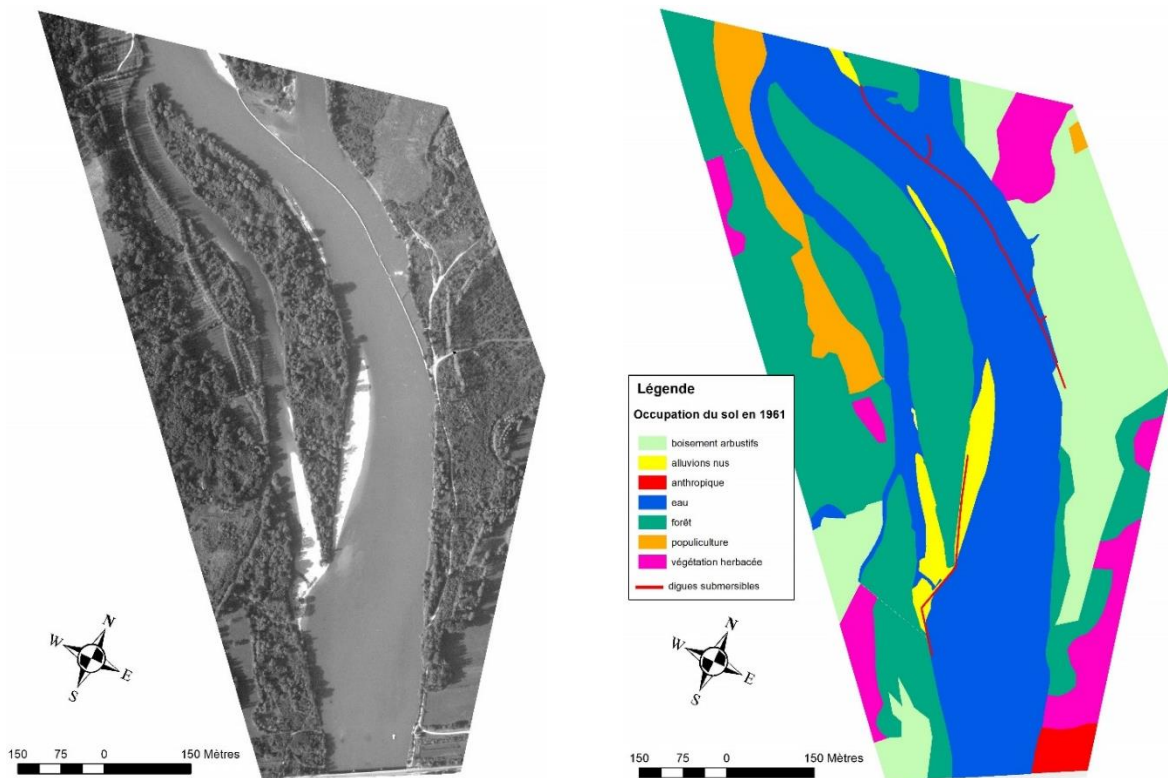 N
W
E
S
150 75 0 150 Mètres
Légende
Occupation du sol en 1961
boisement arbustifs
alluvions nus
anthropique
eau
forêt
populiculture
végétation herbacée
digues submersibles
N
W
E
S
150 75 0 150 Mètres